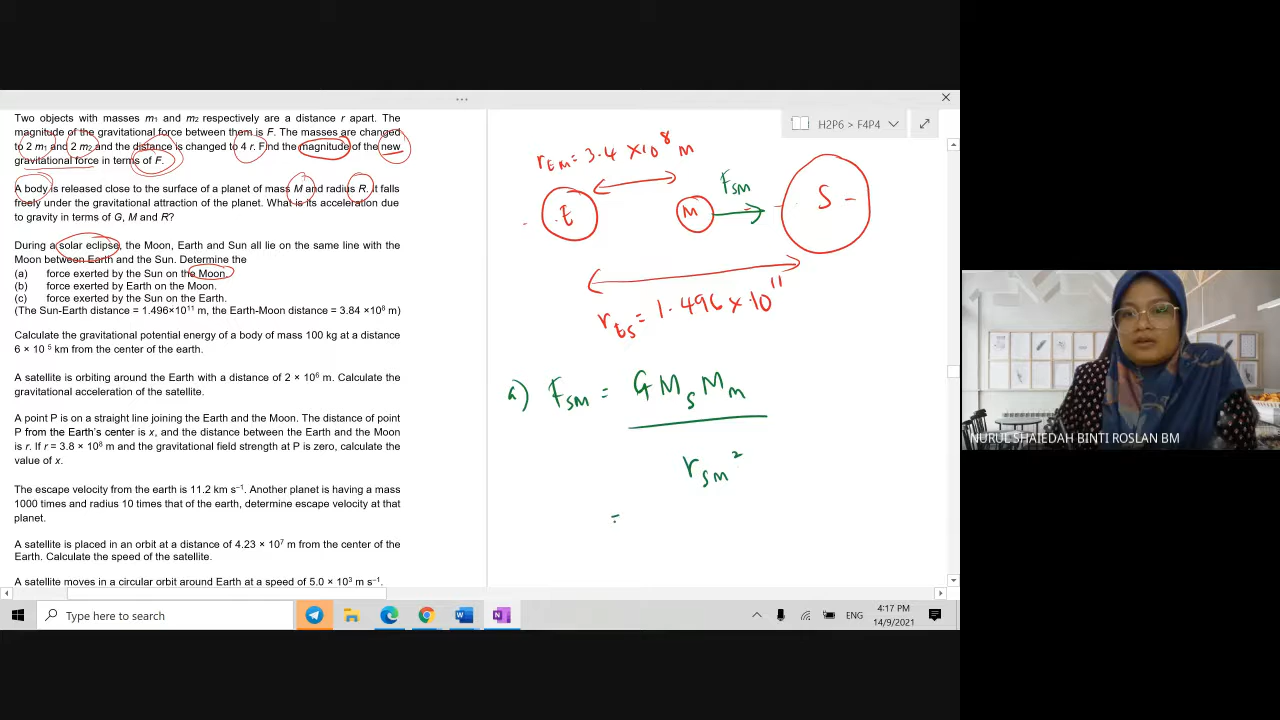 H2P6 > F4P4
Two objects with masses m₁ and m₂ respectively are a distance r apart. The
magnitude of the gravitational force between them is F. The masses are changed
to 2 m₁ and 2 m₂ and the distance is changed to 4 r. Find the magnitude of the new
gravitational force in terms of F.
A body is released close to the surface of a planet of mass M and radius R. It falls
freely under the gravitational attraction of the planet. What is its acceleration due
to gravity in terms of G, M and R?
During a solar eclipse, the Moon, Earth and Sun all lie on the same line with the
Moon between Earth and the Sun. Determine the
(a) force exerted by the Sun on the Moon.
(b) force exerted by Earth on the Moon.
(c) force exerted by the Sun on the Earth.
(The Sun-Earth distance = 1.496×10¹¹ m, the Earth-Moon distance = 3.84 ×10⁸ m)
Calculate the gravitational potential energy of a body of mass 100 kg at a distance
6 × 10 ⁵ km from the center of the earth.
A satellite is orbiting around the Earth with a distance of 2 × 10⁶ m. Calculate the
gravitational acceleration of the satellite.
A point P is on a straight line joining the Earth and the Moon. The distance of point
P from the Earth's center is x, and the distance between the Earth and the Moon
is r. If r = 3.8 × 10⁸ m and the gravitational field strength at P is zero, calculate the
value of x.
The escape velocity from the earth is 11.2 km s⁻¹. Another planet is having a mass
1000 times and radius 10 times that of the earth, determine escape velocity at that
planet.
A satellite is placed in an orbit at a distance of 4.23 × 10⁷ m from the center of the
Earth. Calculate the speed of the satellite.
A satellite moves in a circular orbit around Earth at a speed of 5.0 × 10³ m s⁻¹.
r_EM = 3.4 × 10⁸ m
F_SM
E
M
S
r_ES = 1.496 × 10¹¹
a) F_SM = G M_S M_m
r_SM²
=
NURUL SHAIEDAH BINTI ROSLAN BM
Type here to search
ENG
4:17 PM
14/9/2021